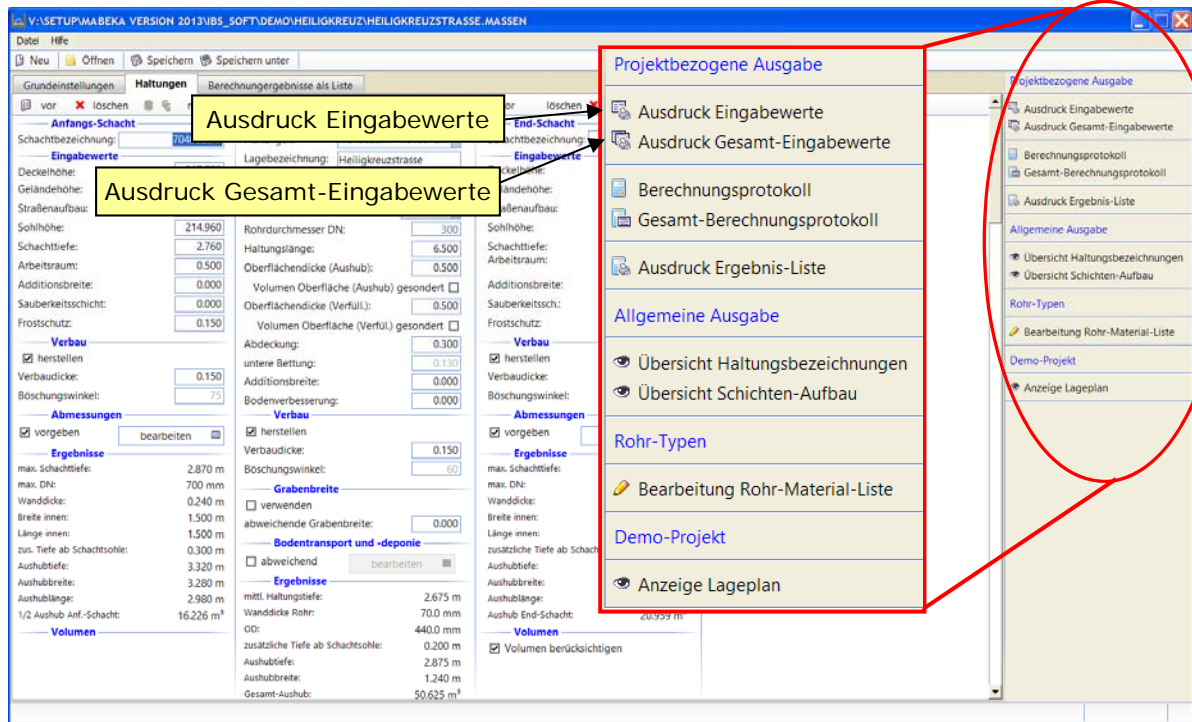 V:\SETUP\MABEKA VERSION 2013\IBS_SOFT\DEMO\HEILIGKREUZ\HEILIGKREUZSTRASSE.MASSEN
Datei Hilfe
Neu Öffnen Speichern Speichern unter
Grundeinstellungen Haltungen Berechnungergebnisse als Liste
vor löschen
Anfangs-Schacht
Schachtbezeichnung:
Eingabewerte
Deckelhöhe:
Geländehöhe:
Straßenaufbau:
Sohlhöhe: 214.960
Schachttiefe: 2.760
Arbeitsraum: 0.500
Additionsbreite: 0.000
Sauberkeitsschicht: 0.000
Frostschutz: 0.150
Verbau
herstellen
Verbaudicke: 0.150
Böschungswinkel: 75
Abmessungen
vorgeben bearbeiten
Ergebnisse
max. Schachttiefe: 2.870 m
max. DN: 700 mm
Wanddicke: 0.240 m
Breite innen: 1.500 m
Länge innen: 1.500 m
zus. Tiefe ab Schachtsohle: 0.300 m
Aushubtiefe: 3.320 m
Aushubbreite: 3.280 m
Aushublänge: 2.980 m
1/2 Aushub Anf.-Schacht: 16.226 m³
Volumen
Ausdruck Eingabewerte
Ausdruck Gesamt-Eingabewerte
Lagebezeichnung: Heiligkreuzstrasse
Rohrdurchmesser DN: 300
Haltungslänge: 6.500
Oberflächendicke (Aushub): 0.500
Volumen Oberfläche (Aushub) gesondert
Oberflächendicke (Verfüll.): 0.500
Volumen Oberfläche (Verfül.) gesondert
Abdeckung: 0.300
untere Bettung: 0.130
Additionsbreite: 0.000
Bodenverbesserung: 0.000
Verbau
herstellen
Verbaudicke: 0.150
Böschungswinkel: 60
Grabenbreite
verwenden
abweichende Grabenbreite: 0.000
Bodentransport und -deponie
abweichend bearbeiten
Ergebnisse
mittl. Haltungstiefe: 2.675 m
Wanddicke Rohr: 70.0 mm
OD: 440.0 mm
zusätzliche Tiefe ab Schachtsohle: 0.200 m
Aushubtiefe: 2.875 m
Aushubbreite: 1.240 m
Gesamt-Aushub: 50.625 m³
löschen
End-Schacht
Eingabewerte
Sohlhöhe:
Schachttiefe:
Arbeitsraum:
Additionsbreite:
Sauberkeitssch.:
Frostschutz:
Verbau
herstellen
Verbaudicke:
Böschungswinkel:
Abmessungen
vorgeben
Ergebnisse
max. Schachttiefe:
max. DN:
Wanddicke:
Breite innen:
Länge innen:
zusätzliche Tiefe ab Schach
Aushubtiefe:
Aushubbreite:
Aushublänge:
Aushub End-Schacht: 20.959 m³
Volumen
Volumen berücksichtigen
Projektbezogene Ausgabe
Ausdruck Eingabewerte
Ausdruck Gesamt-Eingabewerte
Berechnungsprotokoll
Gesamt-Berechnungsprotokoll
Ausdruck Ergebnis-Liste
Allgemeine Ausgabe
Übersicht Haltungsbezeichnungen
Übersicht Schichten-Aufbau
Rohr-Typen
Bearbeitung Rohr-Material-Liste
Demo-Projekt
Anzeige Lageplan
Projektbezogene Ausgabe
Ausdruck Eingabewerte
Ausdruck Gesamt-Eingabewerte
Berechnungsprotokoll
Gesamt-Berechnungsprotokoll
Ausdruck Ergebnis-Liste
Allgemeine Ausgabe
Übersicht Haltungsbezeichnungen
Übersicht Schichten-Aufbau
Rohr-Typen
Bearbeitung Rohr-Material-Liste
Demo-Projekt
Anzeige Lageplan